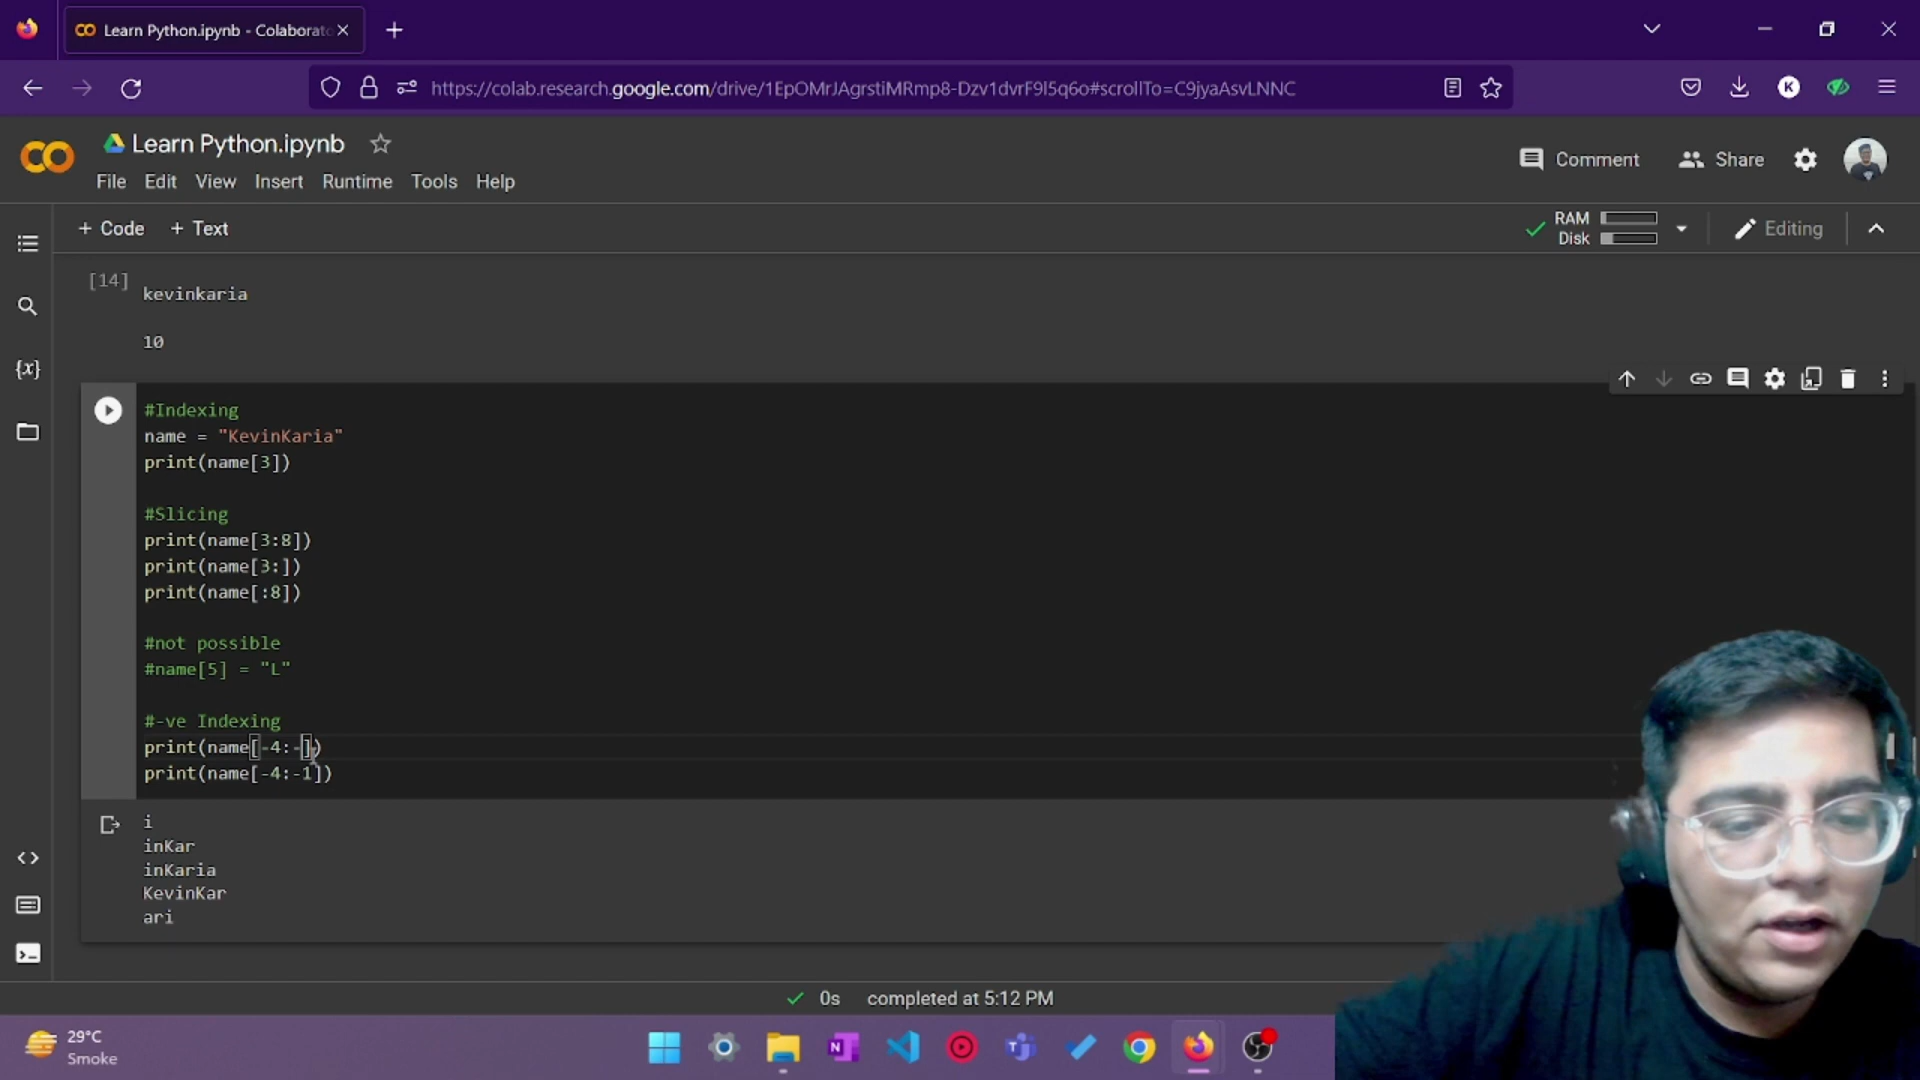 Learn Python.ipynb - Colaborato
https://colab.research.google.com/drive/1EpOMrJAgrstiMRmp8-Dzv1dvrF9l5q6o#scrollTo=C9jyaAsvLNNC
K
Learn Python.ipynb
Comment
Share
File Edit View Insert Runtime Tools Help
+ Code + Text
RAM
Disk
Editing
[14]
kevinkaria
10
{x}
#Indexing
name = "KevinKaria"
print(name[3])
#Slicing
print(name[3:8])
print(name[3:])
print(name[:8])
#not possible
#name[5] = "L"
#-ve Indexing
print(name[-4:-])
print(name[-4:-1])
i
inKar
inKaria
KevinKar
ari
0s completed at 5:12 PM
29°C
Smoke